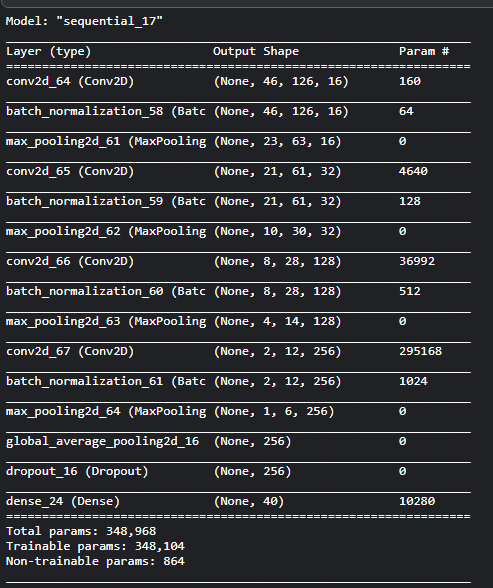 Model: "sequential_17"
Layer (type) Output Shape Param #
conv2d_64 (Conv2D) (None, 46, 126, 16) 160
batch_normalization_58 (Batc (None, 46, 126, 16) 64
max_pooling2d_61 (MaxPooling (None, 23, 63, 16) 0
conv2d_65 (Conv2D) (None, 21, 61, 32) 4640
batch_normalization_59 (Batc (None, 21, 61, 32) 128
max_pooling2d_62 (MaxPooling (None, 10, 30, 32) 0
conv2d_66 (Conv2D) (None, 8, 28, 128) 36992
batch_normalization_60 (Batc (None, 8, 28, 128) 512
max_pooling2d_63 (MaxPooling (None, 4, 14, 128) 0
conv2d_67 (Conv2D) (None, 2, 12, 256) 295168
batch_normalization_61 (Batc (None, 2, 12, 256) 1024
max_pooling2d_64 (MaxPooling (None, 1, 6, 256) 0
global_average_pooling2d_16 (None, 256) 0
dropout_16 (Dropout) (None, 256) 0
dense_24 (Dense) (None, 40) 10280
Total params: 348,968
Trainable params: 348,104
Non-trainable params: 864